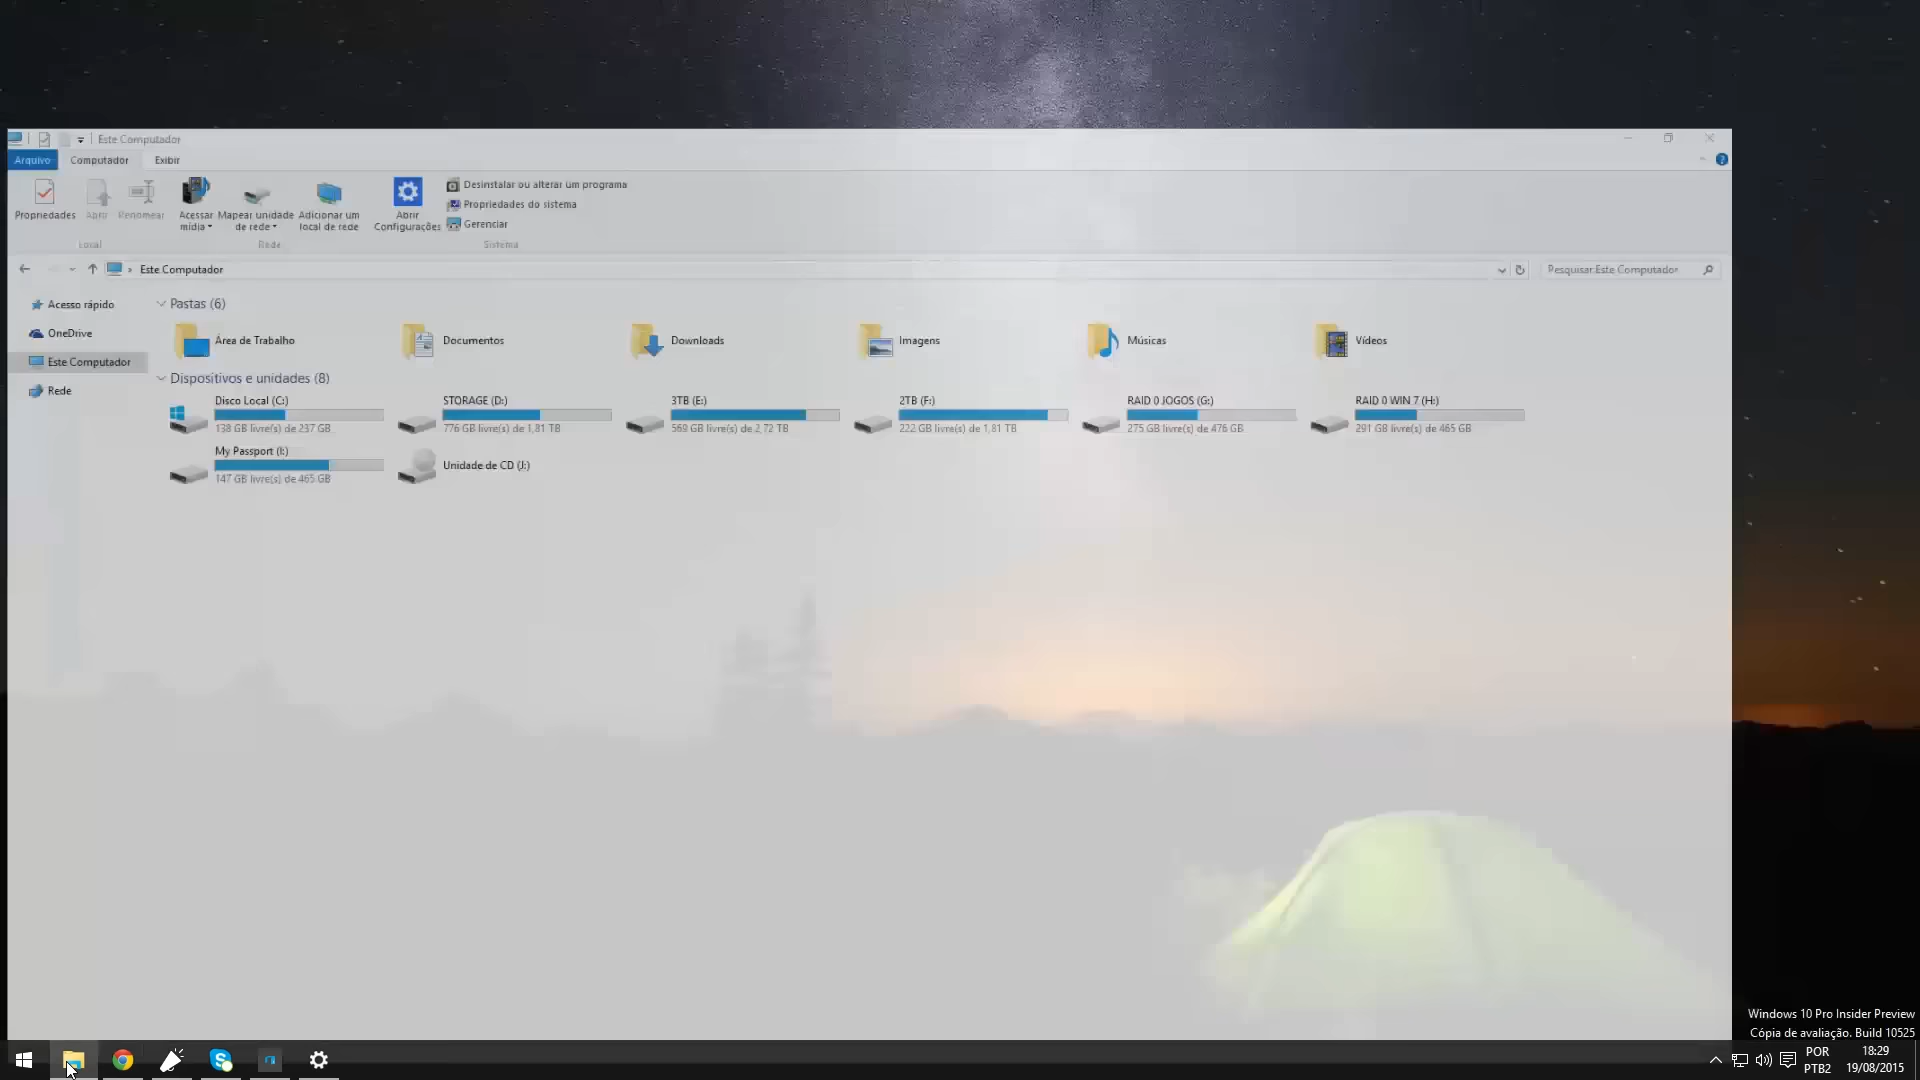 Este Computador
Arquivo Computador Exibir
Propriedades Abrir Renomear
Acessar mídia
Mapear unidade de rede
Adicionar um local de rede
Abrir Configurações
Desinstalar ou alterar um programa
Propriedades do sistema
Gerenciar
Local Rede Sistema
Este Computador
Pesquisar Este Computador
Acesso rápido
OneDrive
Este Computador
Rede
Pastas (6)
Área de Trabalho
Documentos
Downloads
Imagens
Músicas
Vídeos
Dispositivos e unidades (8)
Disco Local (C:)
138 GB livre(s) de 237 GB
STORAGE (D:)
776 GB livre(s) de 1,81 TB
3TB (E:)
569 GB livre(s) de 2,72 TB
2TB (F:)
222 GB livre(s) de 1,81 TB
RAID 0 JOGOS (G:)
275 GB livre(s) de 476 GB
RAID 0 WIN 7 (H:)
291 GB livre(s) de 465 GB
My Passport (I:)
147 GB livre(s) de 465 GB
Unidade de CD (J:)
Windows 10 Pro Insider Preview
Cópia de avaliação. Build 10525
POR
PTB2
18:29
19/08/2015